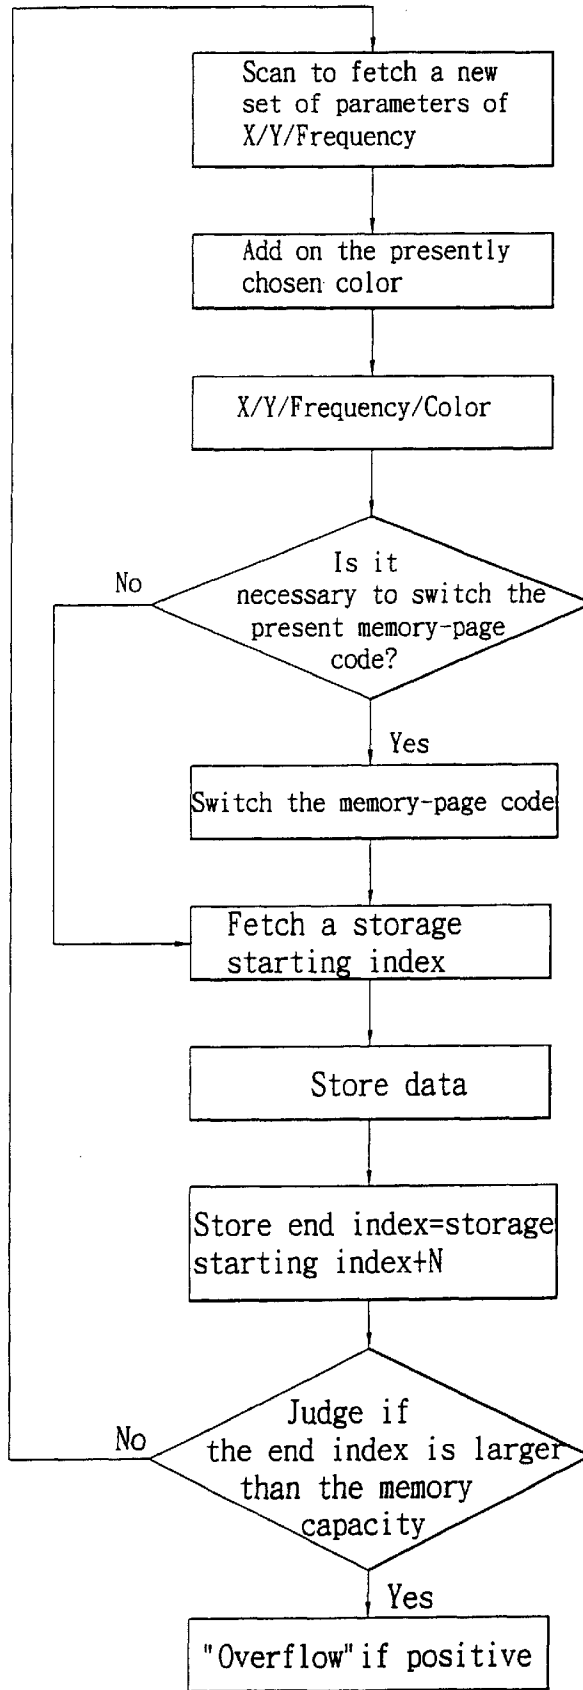 Scan to fetch a new
set of parameters of
X/Y/Frequency
Add on the presently
chosen color
X/Y/Frequency/Color
Is it
necessary to switch the
present memory-page
code?
No
Yes
Switch the memory-page code
Fetch a storage
starting index
Store data
Store end index=storage
starting index+N
Judge if
the end index is larger
than the memory
capacity
No
Yes
"Overflow" if positive